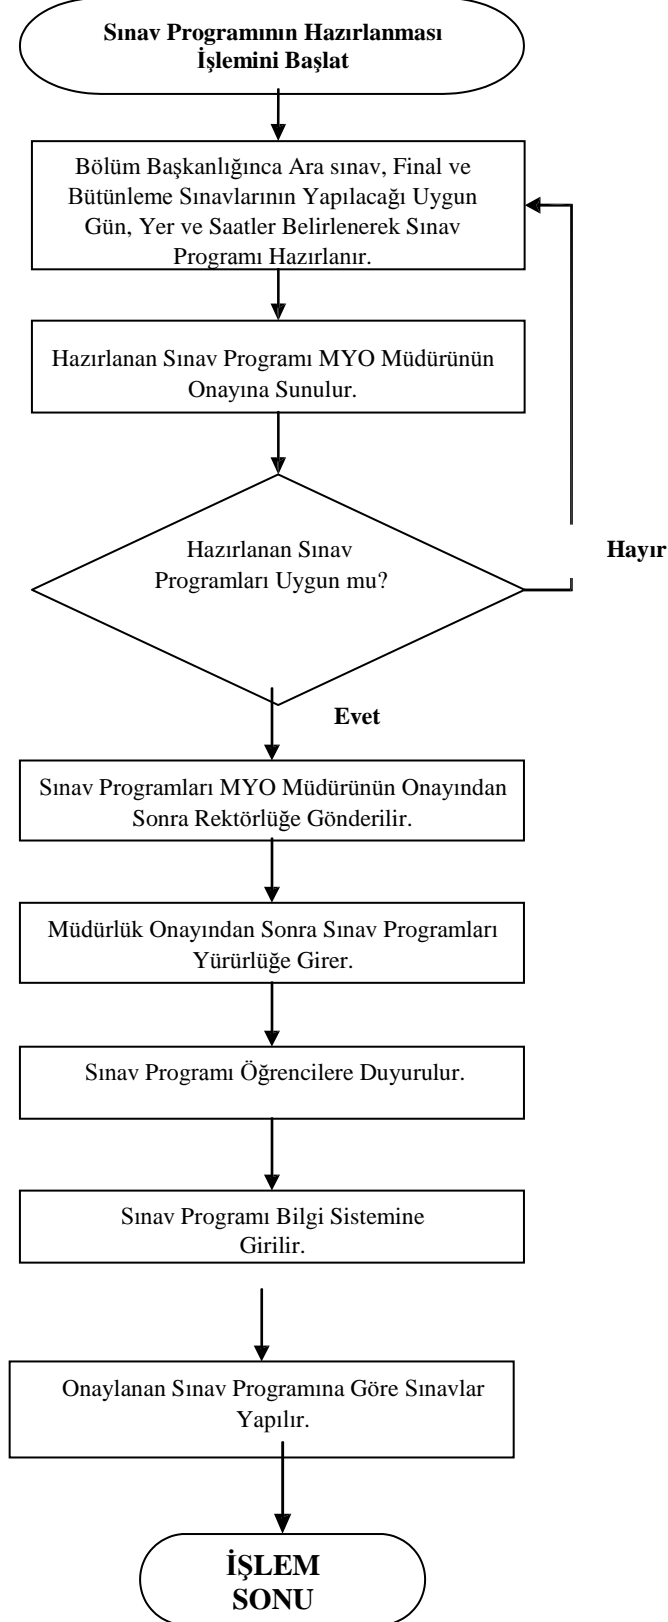 Sınav Programının Hazırlanması
İşlemini Başlat
Bölüm Başkanlığınca Ara sınav, Final ve
Bütünleme Sınavlarının Yapılacağı Uygun
Gün, Yer ve Saatler Belirlenerek Sınav
Programı Hazırlanır.
Hazırlanan Sınav Programı MYO Müdürünün
Onayına Sunulur.
Hazırlanan Sınav
Programları Uygun mu?
Hayır
Evet
Sınav Programları MYO Müdürünün Onayından
Sonra Rektörlüğe Gönderilir.
Müdürlük Onayından Sonra Sınav Programları
Yürürlüğe Girer.
Sınav Programı Öğrencilere Duyurulur.
Sınav Programı Bilgi Sistemine
Girilir.
Onaylanan Sınav Programına Göre Sınavlar
Yapılır.
İŞLEM
SONU